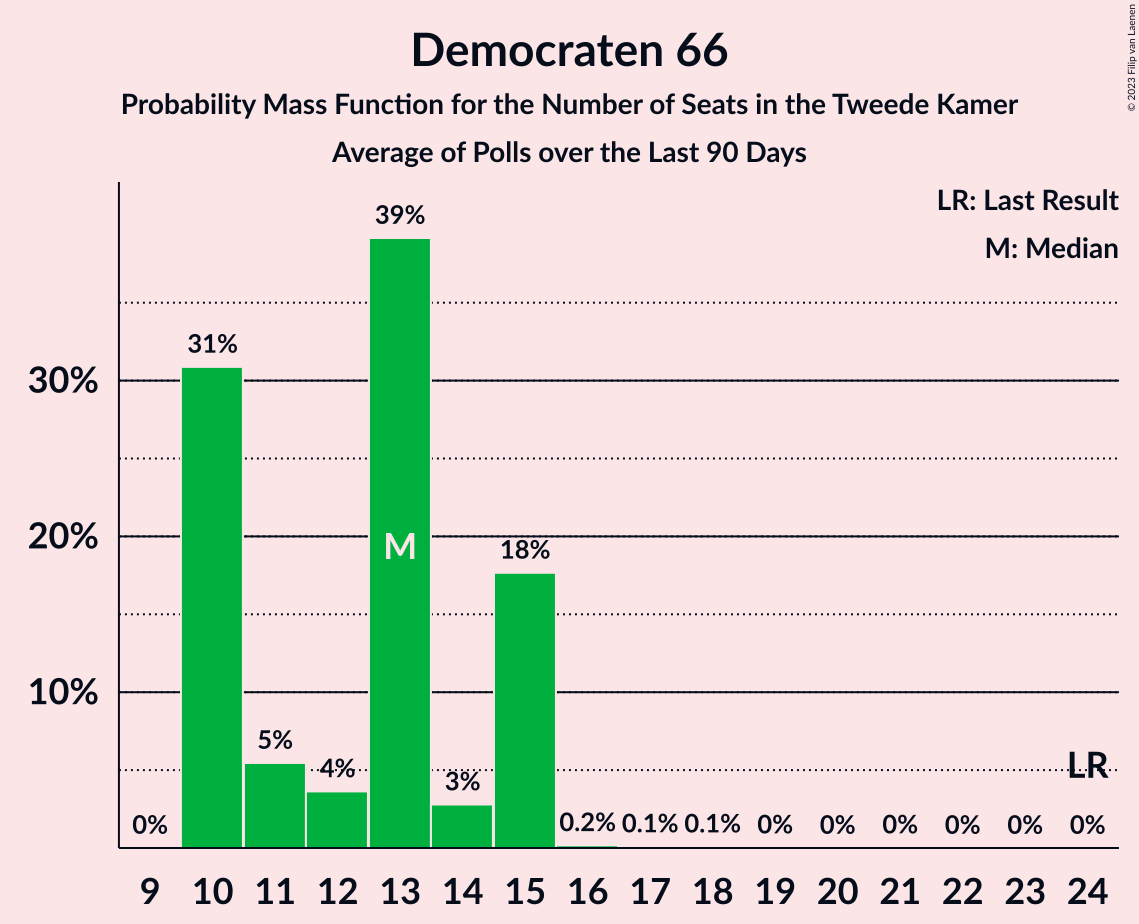 Democraten 66
Probability Mass Function for the Number of Seats in the Tweede Kamer
Average of Polls over the Last 90 Days
© 2023 Filip van Laenen
LR: Last Result
M: Median
39%
31%
30%
20%
M
18%
10%
5%
4%
3%
LR
0%
0.2%
0.1%
0.1%
0%
0%
0%
0%
0%
0%
9 10 11 12 13 14 15 16 17 18 19 20 21 22 23 24